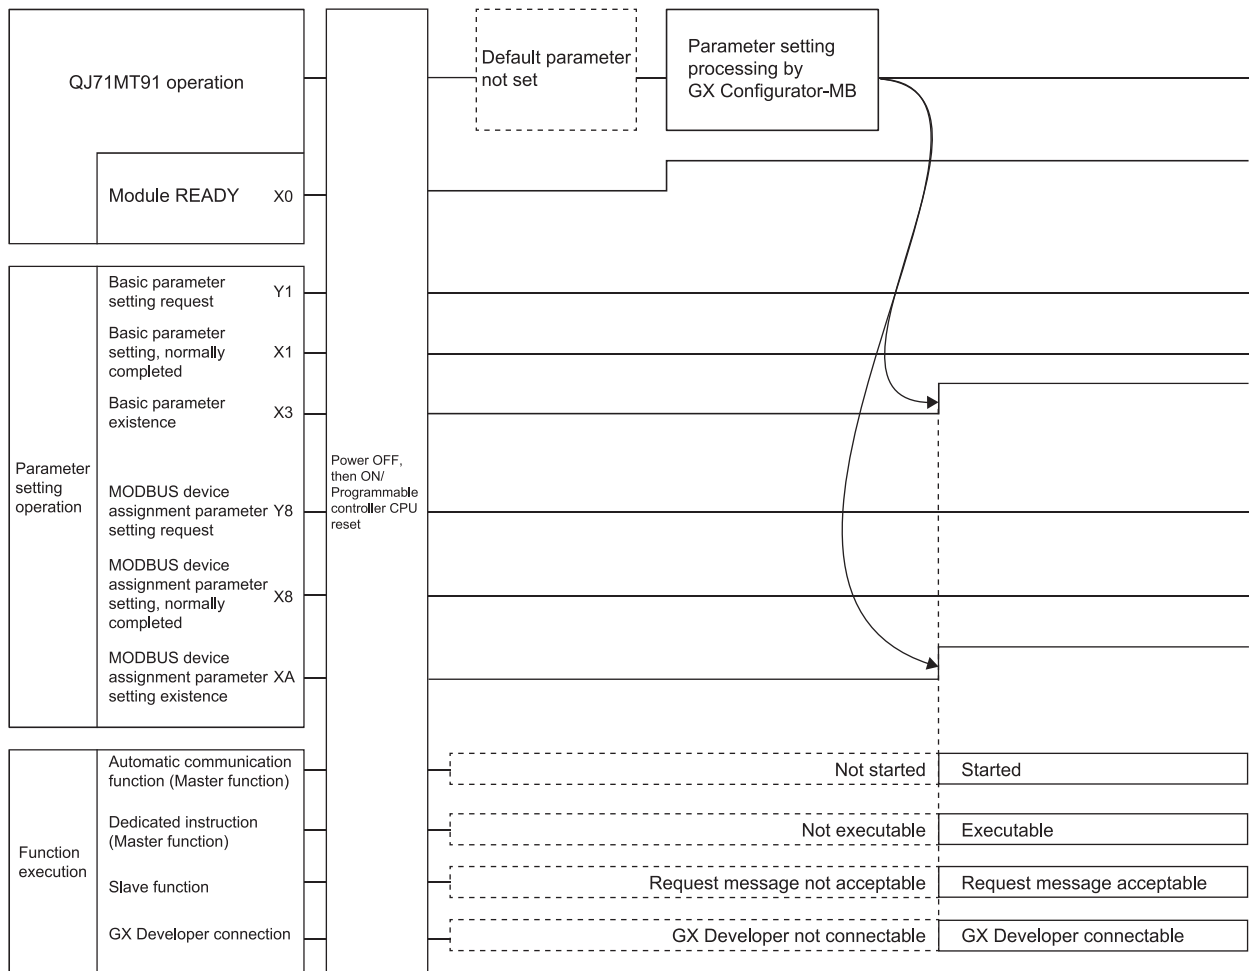 QJ71MT91 operation
Default parameter
not set
Parameter setting
processing by
GX Configurator-MB
Module READY X0
Parameter
setting
operation
Basic parameter
setting request
Y1
Basic parameter
setting, normally
completed
X1
Basic parameter
existence
X3
MODBUS device
assignment parameter
setting request
Y8
MODBUS device
assignment parameter
setting, normally
completed
X8
MODBUS device
assignment parameter
setting existence
XA
Power OFF,
then ON/
Programmable
controller CPU
reset
Function
execution
Automatic communication
function (Master function)
Not started
Started
Dedicated instruction
(Master function)
Not executable
Executable
Slave function
Request message not acceptable
Request message acceptable
GX Developer connection
GX Developer not connectable
GX Developer connectable